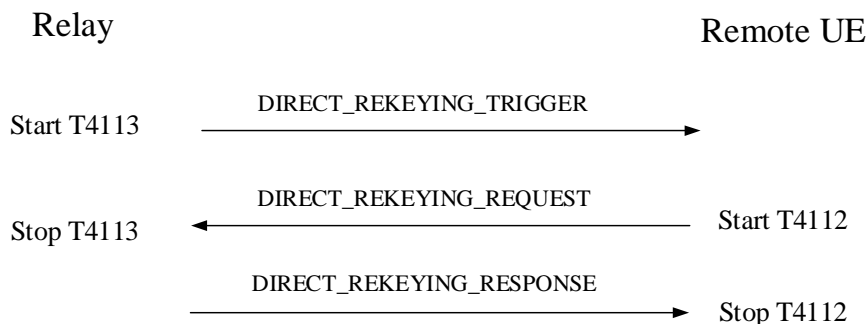 Relay
Remote UE
DIRECT_REKEYING_TRIGGER
Start T4113
DIRECT_REKEYING_REQUEST
Stop T4113
Start T4112
DIRECT_REKEYING_RESPONSE
Stop T4112